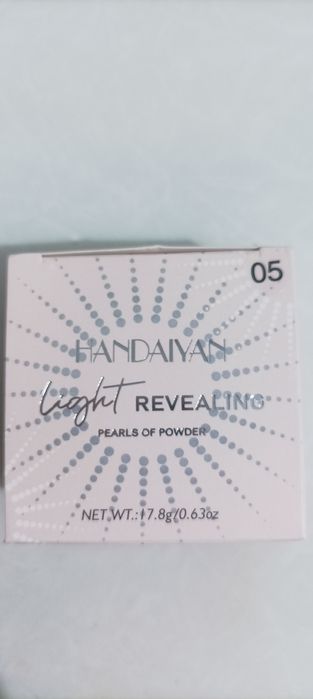 05
HANDAIYAN
Light REVEALING
PEARLS OF POWDER
NET.WT.:17.8g/0.63oz